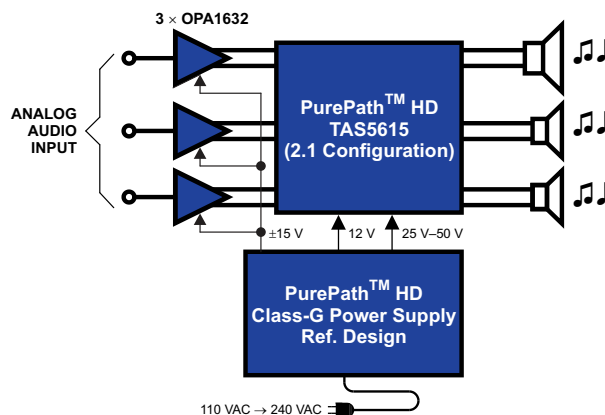 3 × OPA1632
ANALOG
AUDIO
INPUT
PurePath™ HD
TAS5615
(2.1 Configuration)
±15 V
12 V
25 V–50 V
PurePath™ HD
Class-G Power Supply
Ref. Design
110 VAC → 240 VAC